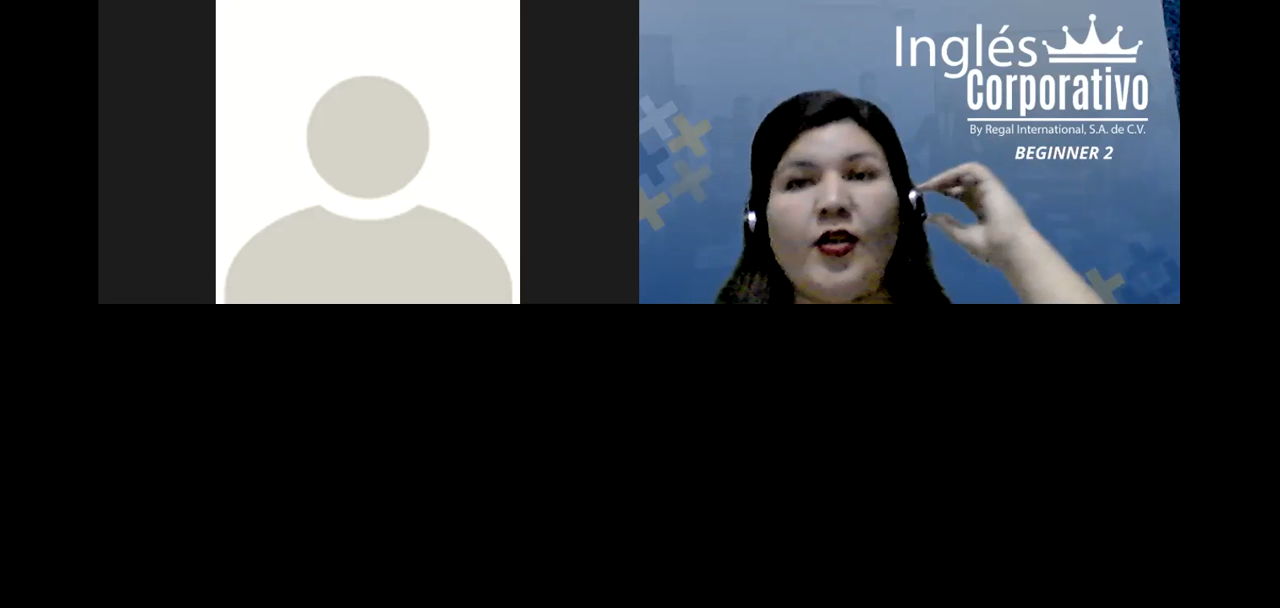 Inglés
Corporativo
By Regal International, S.A. de C.V.
BEGINNER 2